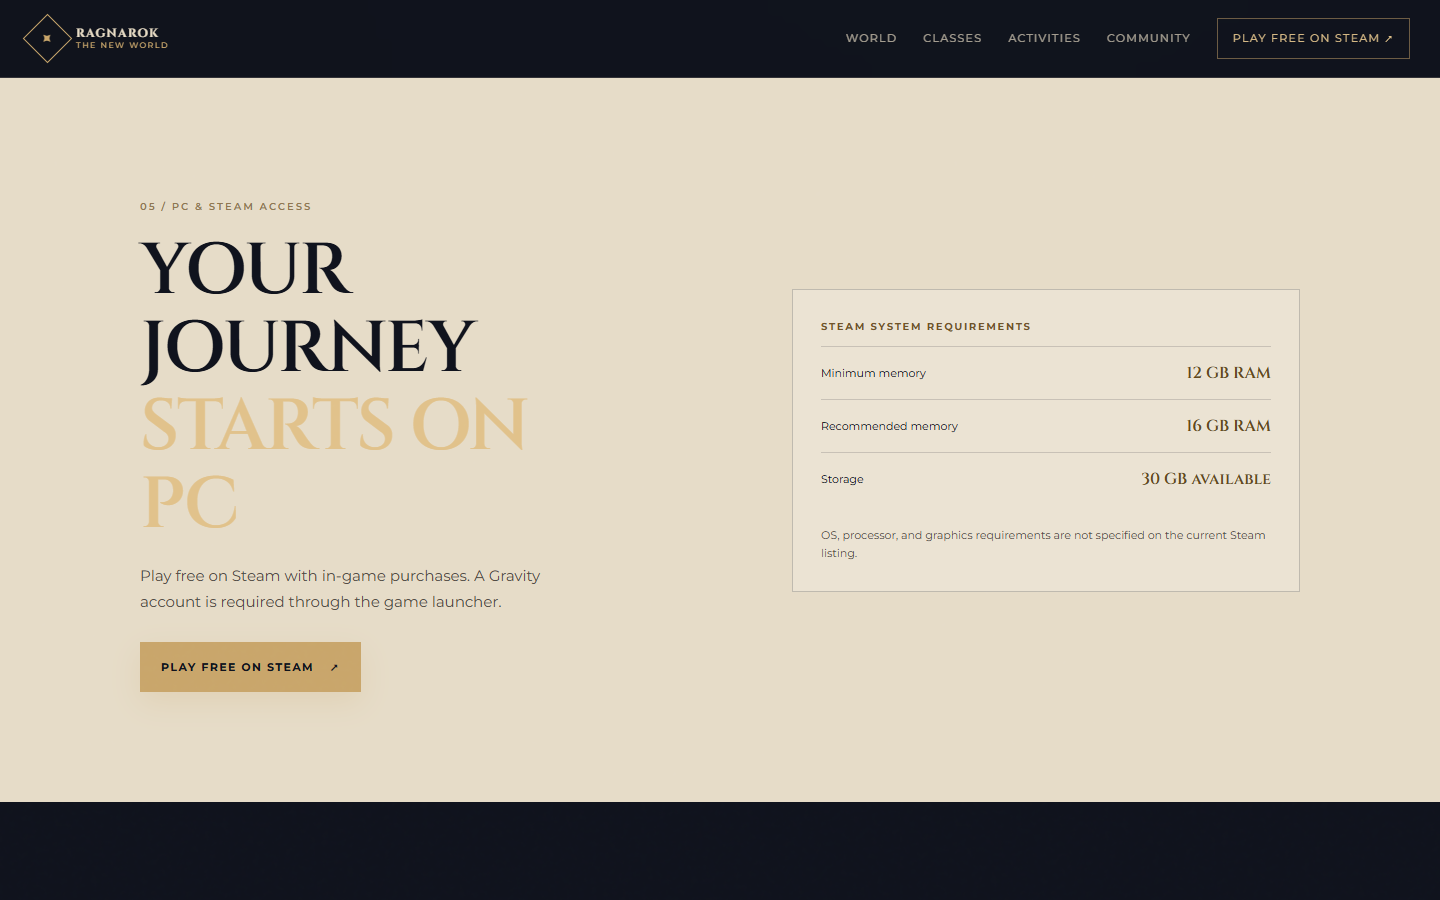 RAGNAROK
THE NEW WORLD
WORLD
CLASSES
ACTIVITIES
COMMUNITY
PLAY FREE ON STEAM ↗
05 / PC & STEAM ACCESS
YOUR
JOURNEY
STARTS ON
PC
Play free on Steam with in-game purchases. A Gravity
account is required through the game launcher.
PLAY FREE ON STEAM ↗
STEAM SYSTEM REQUIREMENTS
Minimum memory 12 GB RAM
Recommended memory 16 GB RAM
Storage 30 GB AVAILABLE
OS, processor, and graphics requirements are not specified on the current Steam
listing.